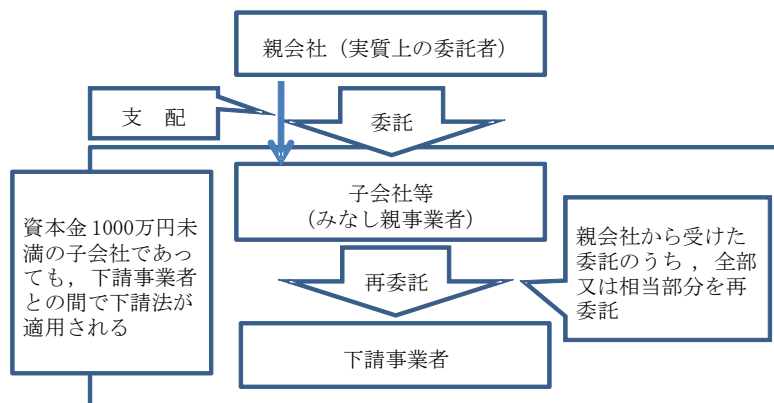 親会社（実質上の委託者）
支　配
委託
子会社等
（みなし親事業者）
資本金1000万円未
満の子会社であっ
ても，下請事業者
との間で下請法が
適用される
再委託
親会社から受けた
委託のうち，全部
又は相当部分を再
委託
下請事業者